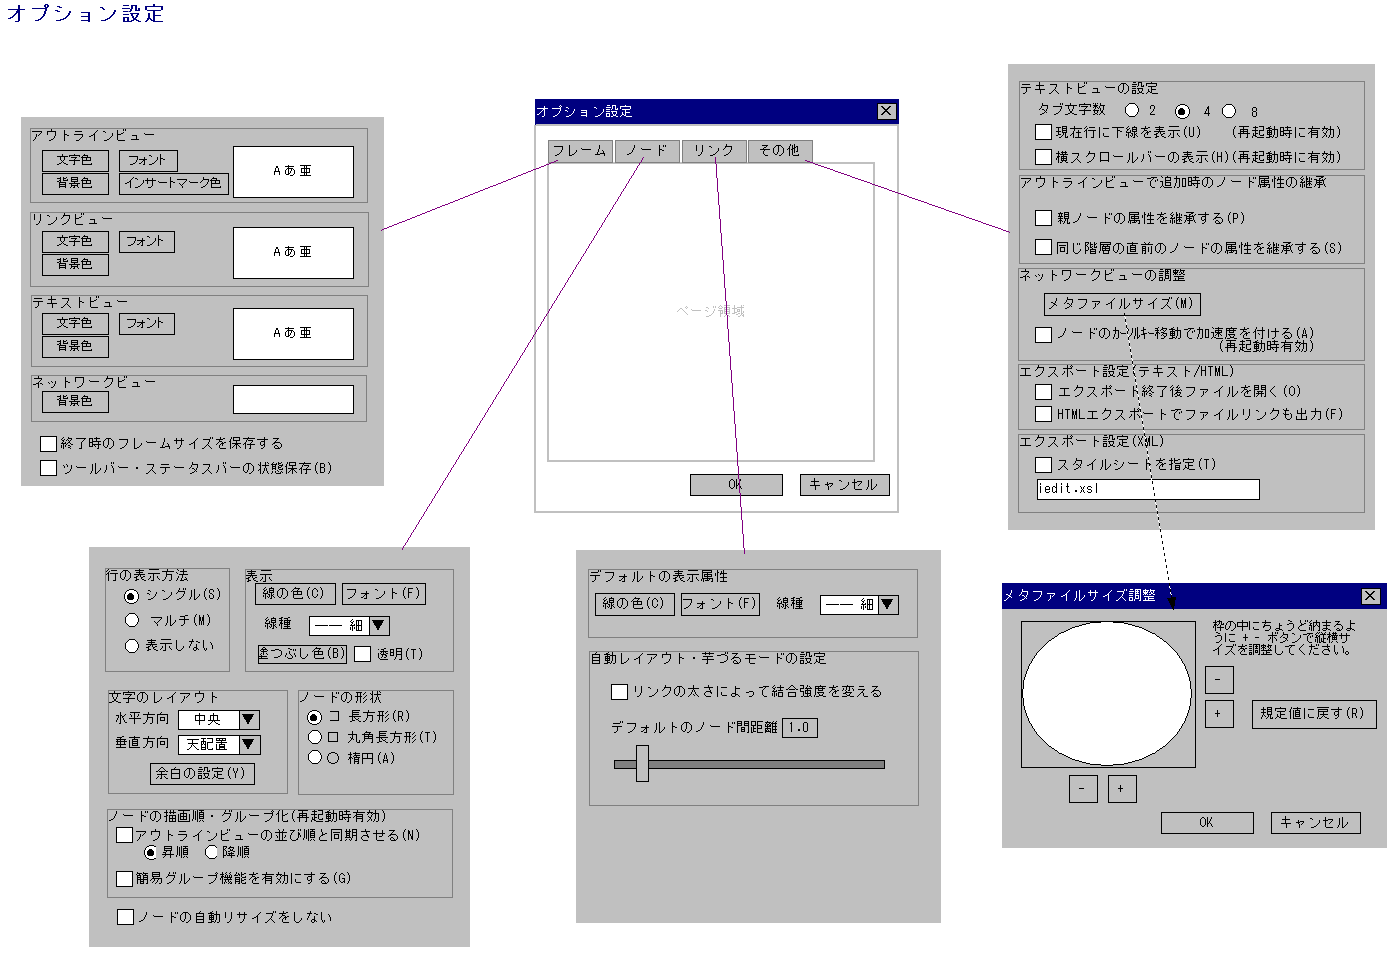 オプション設定
アウトラインビュー
文字色 フォント
背景色 インサートマーク色
Aあ亜
リンクビュー
文字色 フォント
背景色
Aあ亜
テキストビュー
文字色 フォント
背景色
Aあ亜
ネットワークビュー
背景色
終了時のフレームサイズを保存する
ツールバー・ステータスバーの状態保存(B)
オプション設定
フレーム ノード リンク その他
ページ領域
OK キャンセル
テキストビューの設定
タブ文字数 2 4 8
現在行に下線を表示(U) (再起動時に有効)
横スクロールバーの表示(H)(再起動時に有効)
アウトラインビューで追加時のノード属性の継承
親ノードの属性を継承する(P)
同じ階層の直前のノードの属性を継承する(S)
ネットワークビューの調整
メタファイルサイズ(M)
ノードのｶｰｿﾙｷｰ移動で加速度を付ける(A)
(再起動時有効)
エクスポート設定(テキスト/HTML)
エクスポート終了後ファイルを開く(O)
HTMLエクスポートでファイルリンクも出力(F)
エクスポート設定(XML)
スタイルシートを指定(T)
iedit.xsl
行の表示方法
シングル(S)
マルチ(M)
表示しない
表示
線の色(C) フォント(F)
線種 ―― 細
塗つぶし色(B) 透明(T)
文字のレイアウト
水平方向 中央
垂直方向 天配置
余白の設定(Y)
ノードの形状
長方形(R)
丸角長方形(T)
楕円(A)
ノードの描画順・グループ化(再起動時有効)
アウトラインビューの並び順と同期させる(N)
昇順 降順
簡易グループ機能を有効にする(G)
ノードの自動リサイズをしない
デフォルトの表示属性
線の色(C) フォント(F) 線種 ―― 細
自動レイアウト・芋づるモードの設定
リンクの太さによって結合強度を変える
デフォルトのノード間距離 1.0
メタファイルサイズ調整
枠の中にちょうど納まるよ
うに + - ボタンで縦横サ
イズを調整してください。
-
+ 規定値に戻す(R)
- +
OK キャンセル